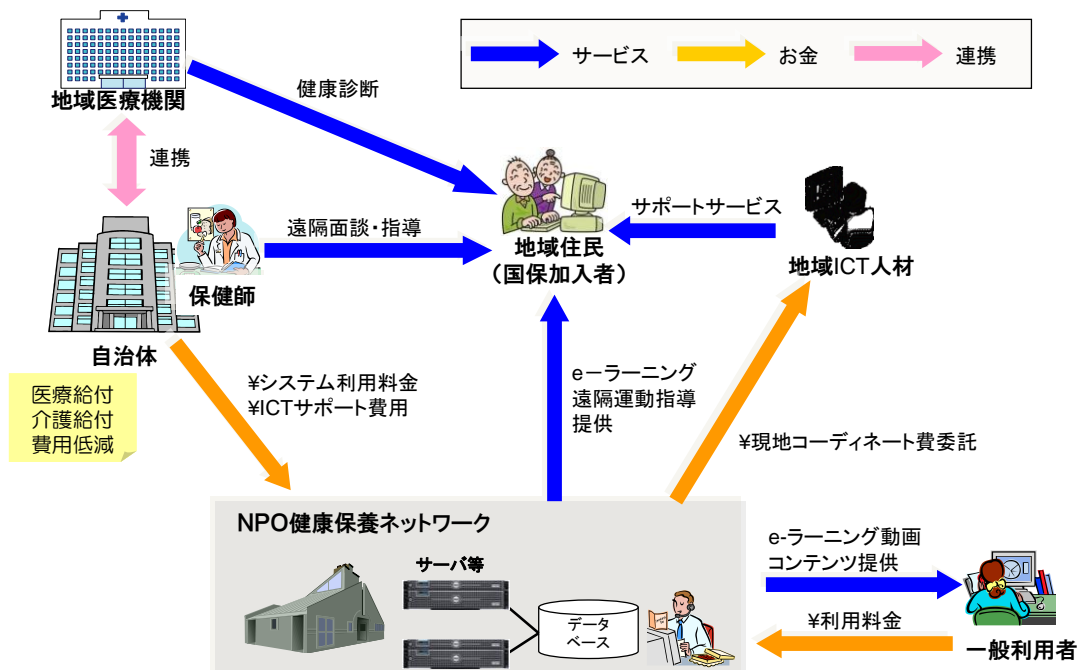 サービス
お金
連携
地域医療機関
健康診断
連携
遠隔面談・指導
保健師
自治体
医療給付
介護給付
費用低減
地域住民
（国保加入者）
サポートサービス
地域ICT人材
¥システム利用料金
¥ICTサポート費用
e－ラーニング
遠隔運動指導
提供
¥現地コーディネート費委託
NPO健康保養ネットワーク
サーバ等
データ
ベース
e-ラーニング動画
コンテンツ提供
¥利用料金
一般利用者